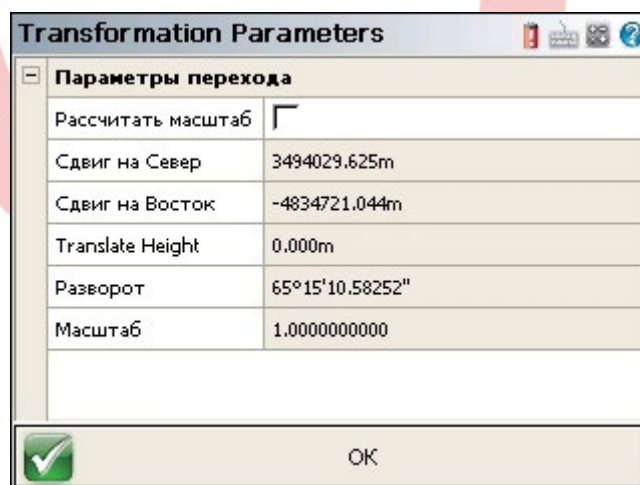 Transformation Parameters
Параметры перехода
Рассчитать масштаб
Сдвиг на Север 3494029.625m
Сдвиг на Восток -4834721.044m
Translate Height 0.000m
Разворот 65°15'10.58252"
Масштаб 1.0000000000
OK